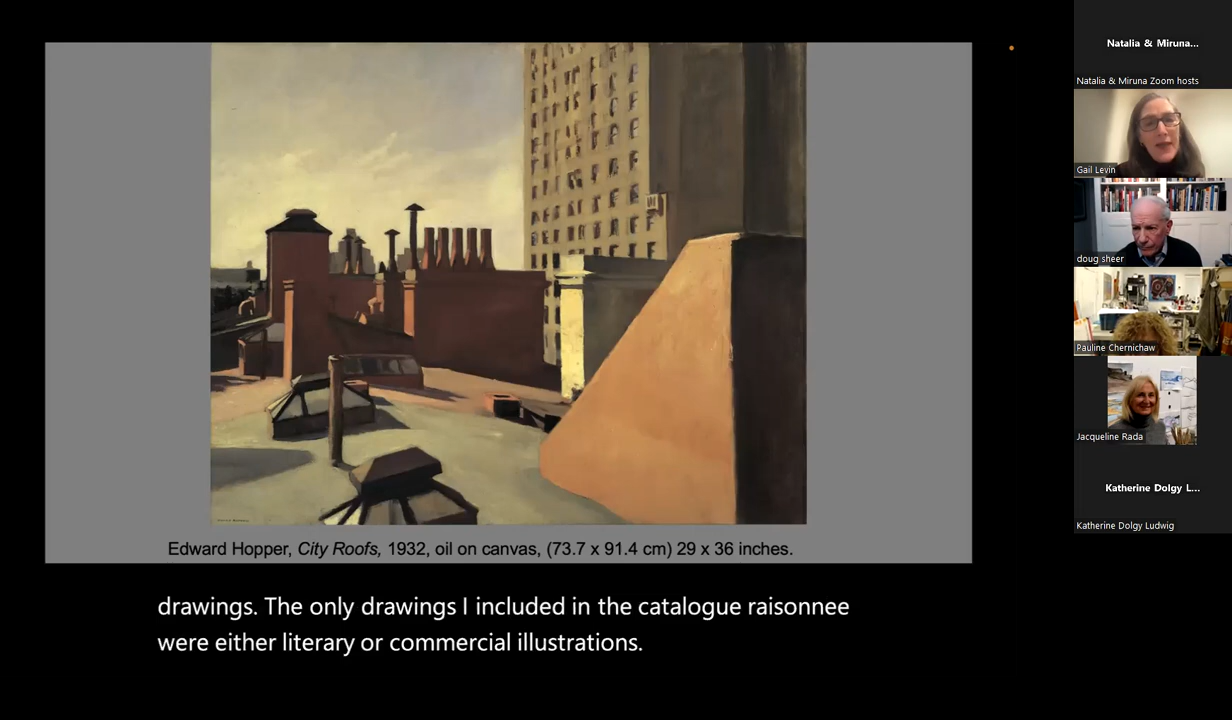 Edward Hopper, City Roofs, 1932, oil on canvas, (73.7 x 91.4 cm) 29 x 36 inches.
drawings. The only drawings I included in the catalogue raisonnee
were either literary or commercial illustrations.
Natalia & Miruna...
Natalia & Miruna Zoom hosts
Gail Levin
doug sheer
Pauline Chernichaw
Jacqueline Rada
Katherine Dolgy L...
Katherine Dolgy Ludwig